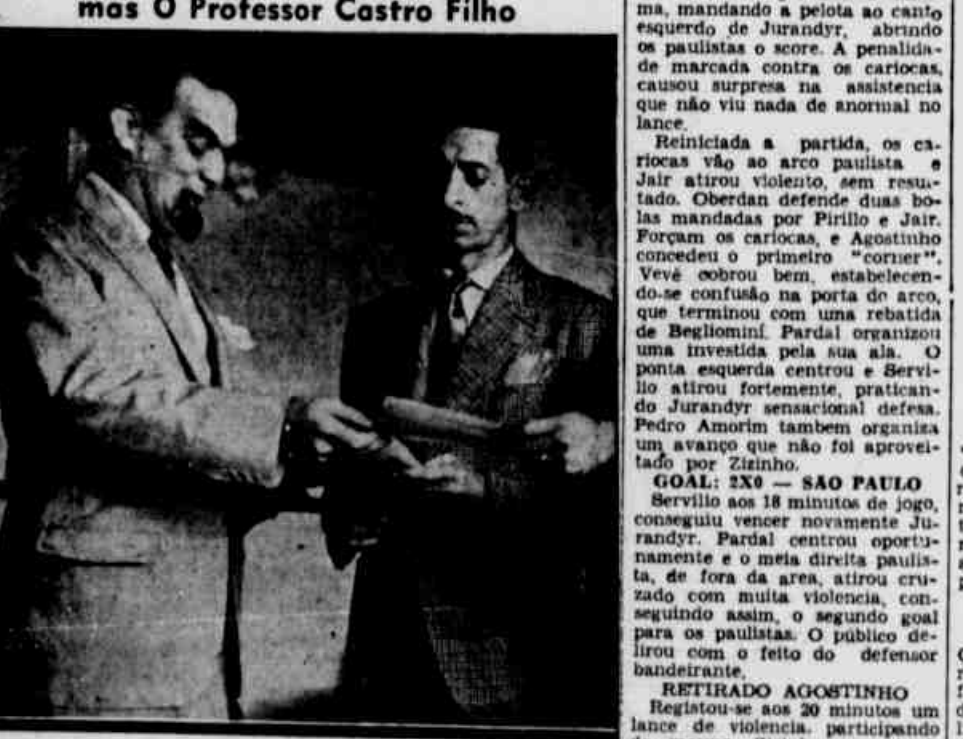 mas O Professor Castro Filho
ma, mandando a pelota ao canto
esquerdo de Jurandyr, abrindo
os paulistas o score. A penalida-
de marcada contra os cariocas,
causou surpresa na assistencia
que não viu nada de anormal no
lance.
Reiniciada a partida, os ca-
riocas vão ao arco paulista e
Jair atirou violento, sem resul-
tado. Oberdan defende duas bo-
las mandadas por Pirillo e Jair.
Forçam os cariocas, e Agostinho
concedeu o primeiro "corner".
Vevé cobrou bem, estabelecen-
do-se confusão na porta do arco,
que terminou com uma rebatida
de Begliomini. Pardal organizou
uma investida pela sua ala. O
ponta esquerda centrou e Servi-
lio atirou fortemente, pratican-
do Jurandyr sensacional defesa.
Pedro Amorim tambem organiza
um avanço que não foi aprovei-
tado por Zizinho.
GOAL: 2X0 — SAO PAULO
Servilio aos 18 minutos de jogo,
conseguiu vencer novamente Ju-
randyr. Pardal centrou oportu-
namente e o meia direita paulis-
ta, de fora da area, atirou cru-
zado com muita violencia, con-
seguindo assim, o segundo goal
para os paulistas. O público de-
lirou com o feito do defensor
bandeirante.
RETIRADO AGOSTINHO
Registou-se aos 20 minutos um
lance de violencia, participando